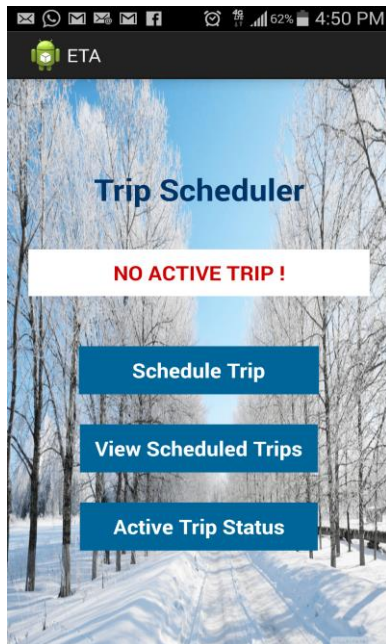 62% 4:50 PM
ETA
Trip Scheduler
NO ACTIVE TRIP !
Schedule Trip
View Scheduled Trips
Active Trip Status